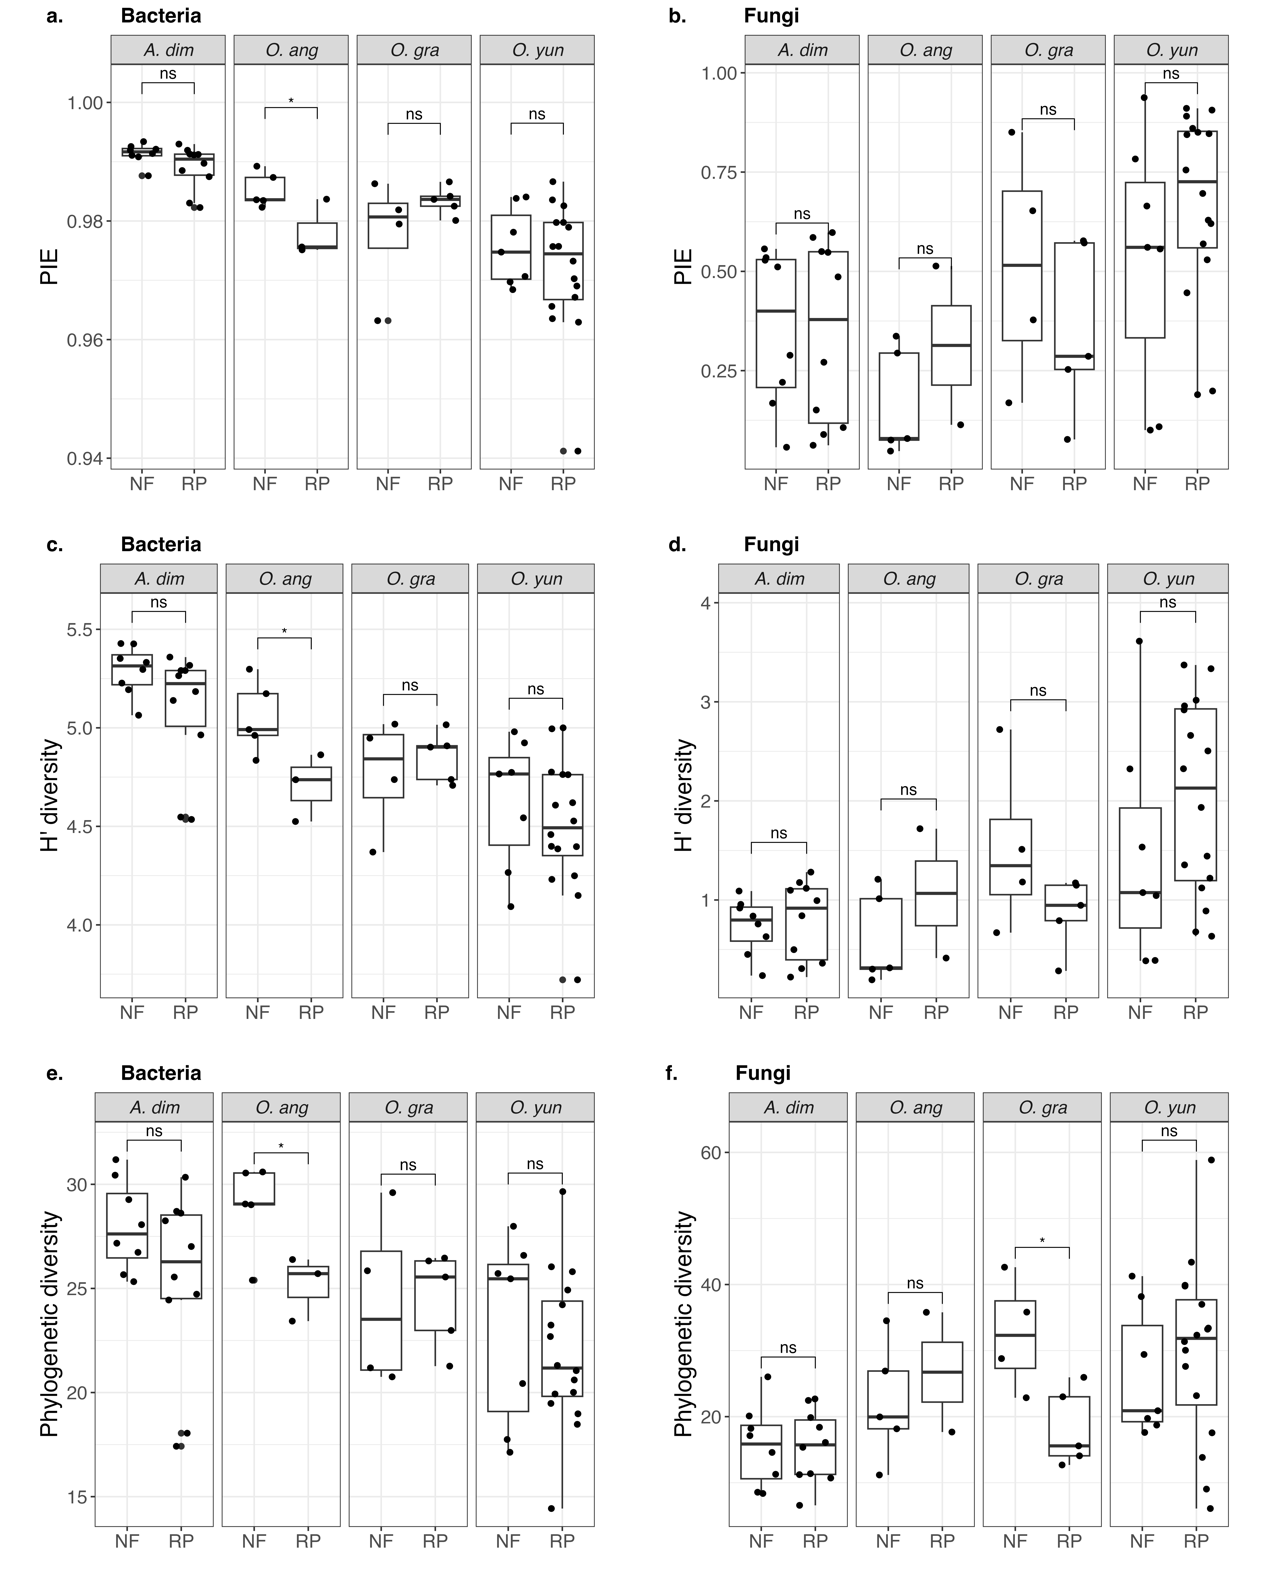 a. Bacteria
A. dim O. ang O. gra O. yun
ns * ns ns
PIE
1.00
0.98
0.96
0.94
NF RP NF RP NF RP NF RP
b. Fungi
A. dim O. ang O. gra O. yun
ns ns ns ns
PIE
1.00
0.75
0.50
0.25
NF RP NF RP NF RP NF RP
c. Bacteria
A. dim O. ang O. gra O. yun
ns * ns ns
H' diversity
5.5
5.0
4.5
4.0
NF RP NF RP NF RP NF RP
d. Fungi
A. dim O. ang O. gra O. yun
ns ns ns ns
H' diversity
4
3
2
1
NF RP NF RP NF RP NF RP
e. Bacteria
A. dim O. ang O. gra O. yun
ns * ns ns
Phylogenetic diversity
30
25
20
15
NF RP NF RP NF RP NF RP
f. Fungi
A. dim O. ang O. gra O. yun
ns ns * ns
Phylogenetic diversity
60
40
20
NF RP NF RP NF RP NF RP